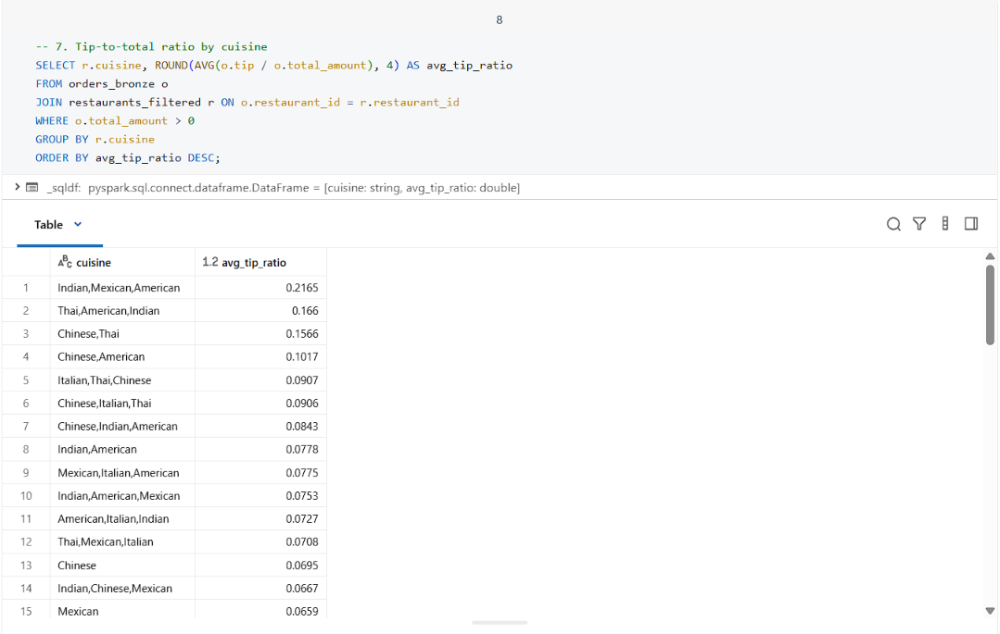 8
-- 7. Tip-to-total ratio by cuisine
SELECT r.cuisine, ROUND(AVG(o.tip / o.total_amount), 4) AS avg_tip_ratio
FROM orders_bronze o
JOIN restaurants_filtered r ON o.restaurant_id = r.restaurant_id
WHERE o.total_amount > 0
GROUP BY r.cuisine
ORDER BY avg_tip_ratio DESC;
_sqldf: pyspark.sql.connect.dataframe.DataFrame = [cuisine: string, avg_tip_ratio: double]
Table
ABC cuisine 1.2 avg_tip_ratio
1 Indian,Mexican,American 0.2165
2 Thai,American,Indian 0.166
3 Chinese,Thai 0.1566
4 Chinese,American 0.1017
5 Italian,Thai,Chinese 0.0907
6 Chinese,Italian,Thai 0.0906
7 Chinese,Indian,American 0.0843
8 Indian,American 0.0778
9 Mexican,Italian,American 0.0775
10 Indian,American,Mexican 0.0753
11 American,Italian,Indian 0.0727
12 Thai,Mexican,Italian 0.0708
13 Chinese 0.0695
14 Indian,Chinese,Mexican 0.0667
15 Mexican 0.0659